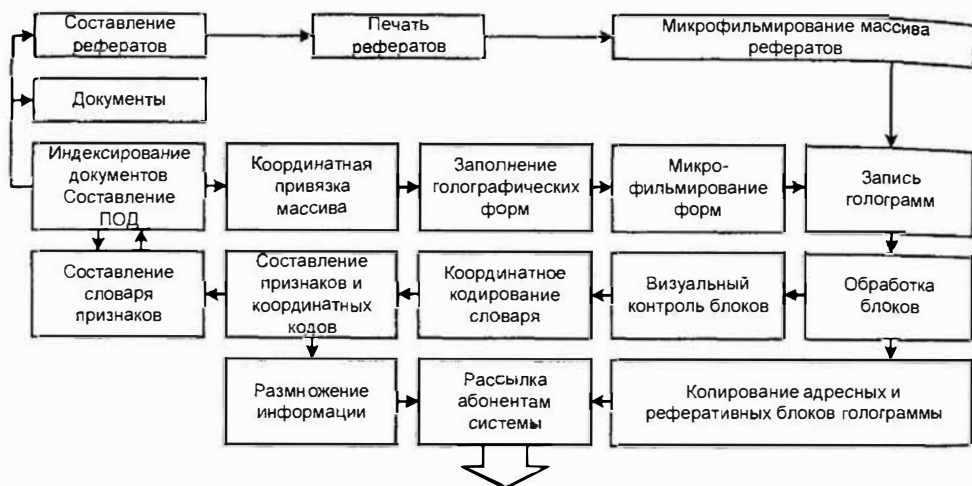 Составление
рефератов
Печать
рефератов
Микрофильмирование массива
рефератов
Документы
Индексирование
документов
Составление
ПОД
Координатная
привязка
массива
Заполнение
голографических
форм
Микро-
фильмирование
форм
Запись
голограмм
Составление
словаря
признаков
Составление
признаков и
координатных
кодов
Координатное
кодирование
словаря
Визуальный
контроль блоков
Обработка
блоков
Размножение
информации
Рассылка
абонентам
системы
Копирование адресных и
реферативных блоков голограммы